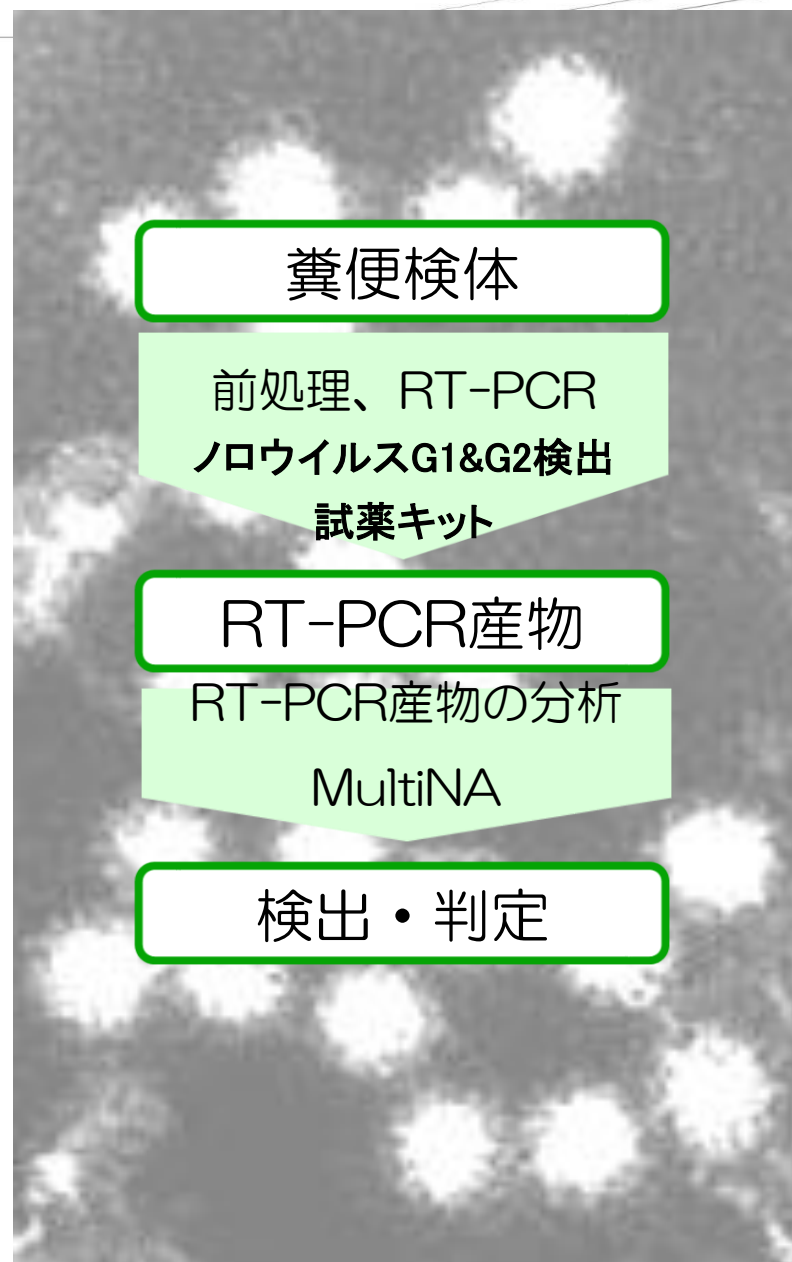 糞便検体
前処理、RT-PCR
ノロウイルスG1&G2検出
試薬キット
RT-PCR産物
RT-PCR産物の分析
MultiNA
検出・判定